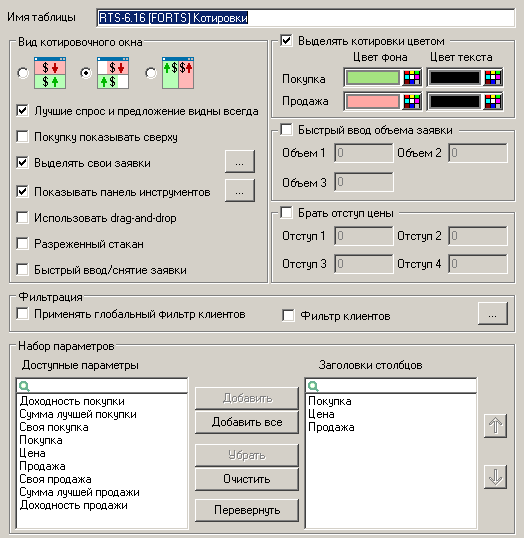 Имя таблицы
RTS-6.16 [FORTS] Котировки
Вид котировочного окна
Лучшие спрос и предложение видны всегда
Покупку показывать сверху
Выделять свои заявки
...
Показывать панель инструментов
...
Использовать drag-and-drop
Разреженный стакан
Быстрый ввод/снятие заявки
Выделять котировки цветом
Цвет фона Цвет текста
Покупка
Продажа
Быстрый ввод объема заявки
Объем 1 0 Объем 2 0
Объем 3 0
Брать отступ цены
Отступ 1 0 Отступ 2 0
Отступ 3 0 Отступ 4 0
Фильтрация
Применять глобальный фильтр клиентов Фильтр клиентов ...
Набор параметров
Доступные параметры
Доходность покупки
Сумма лучшей покупки
Своя покупка
Покупка
Цена
Продажа
Своя продажа
Сумма лучшей продажи
Доходность продажи
Добавить
Добавить все
Убрать
Очистить
Перевернуть
Заголовки столбцов
Покупка
Цена
Продажа